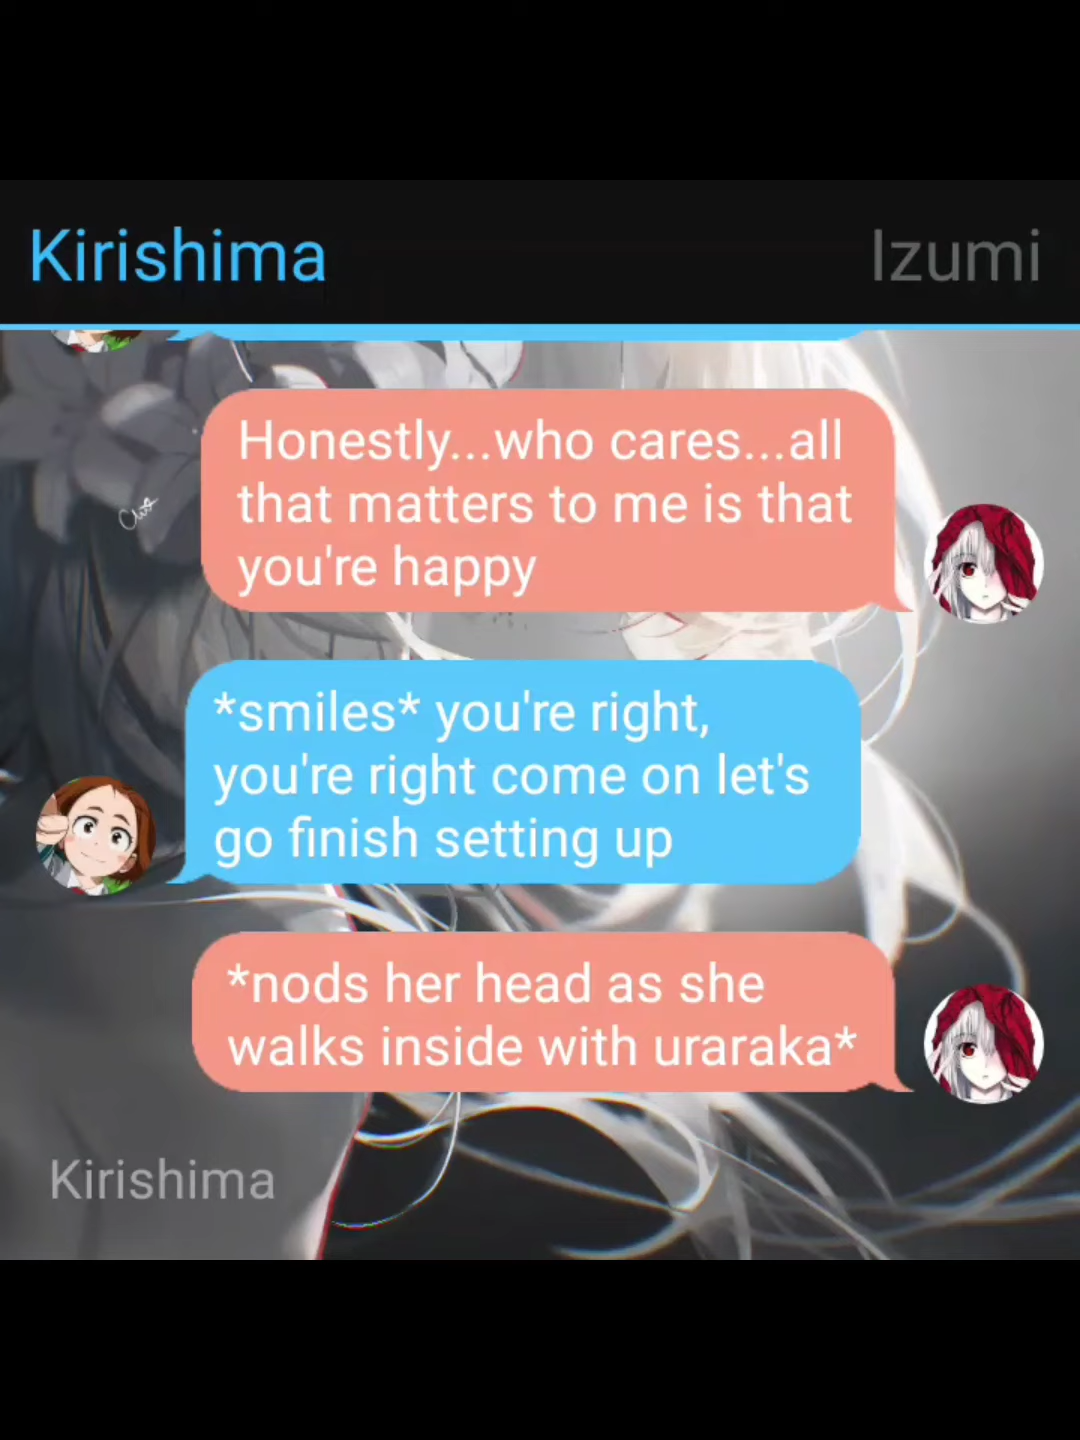 Kirishima
Izumi
Honestly...who cares...all
that matters to me is that
you're happy
*smiles* you're right,
you're right come on let's
go finish setting up
*nods her head as she
walks inside with uraraka*
Kirishima